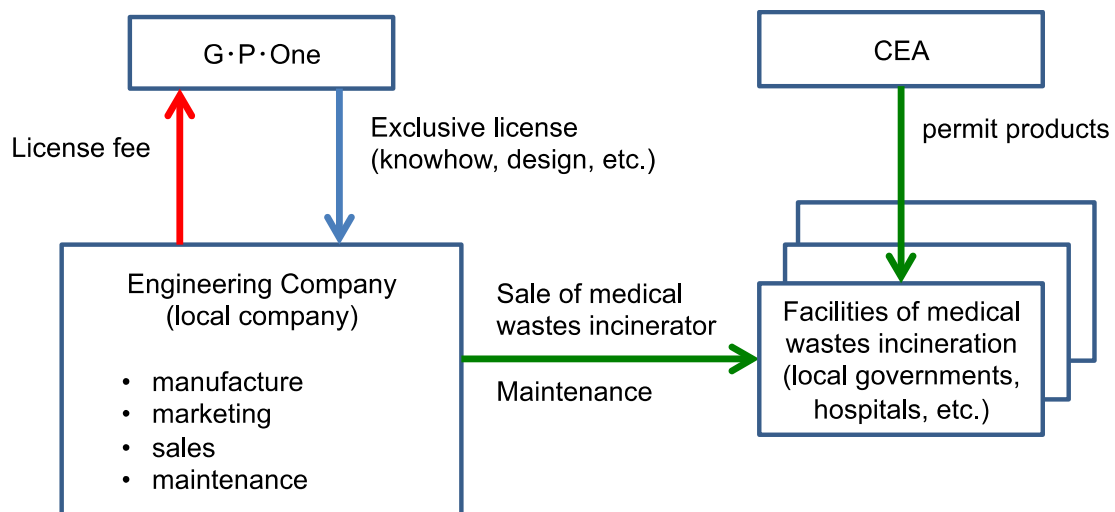 G·P·One
CEA
License fee
Exclusive license
(knowhow, design, etc.)
permit products
Engineering Company
(local company)
• manufacture
• marketing
• sales
• maintenance
Sale of medical
wastes incinerator
Maintenance
Facilities of medical
wastes incineration
(local governments,
hospitals, etc.)